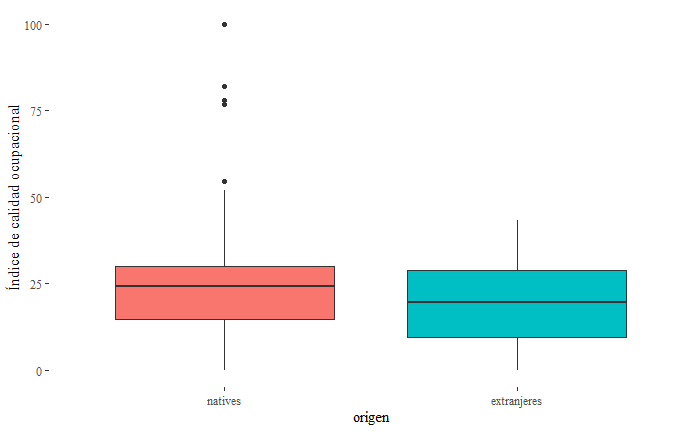 Índice de calidad ocupacional
100
75
50
25
0
natives
extranjeres
origen